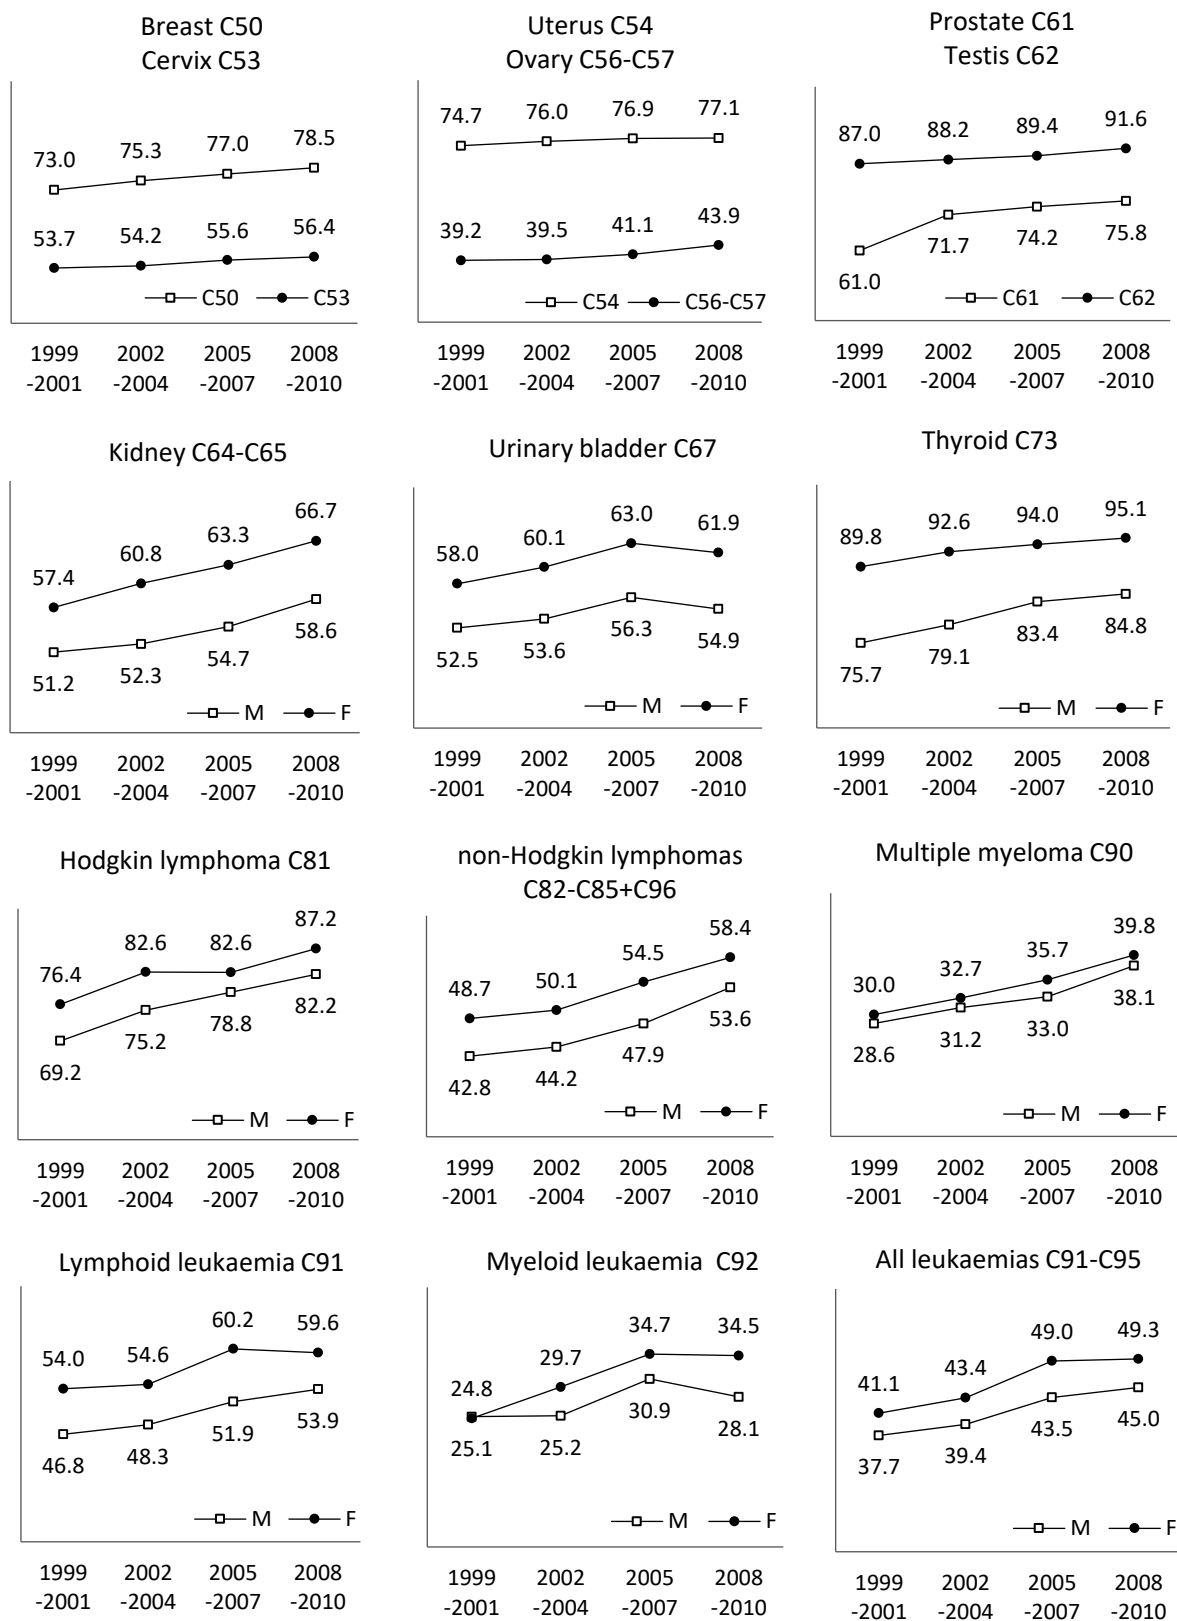 Breast C50
Cervix C53
73.0 75.3 77.0 78.5
53.7 54.2 55.6 56.4
C50 C53
1999 2002 2005 2008
-2001 -2004 -2007 -2010
Uterus C54
Ovary C56-C57
74.7 76.0 76.9 77.1
39.2 39.5 41.1 43.9
C54 C56-C57
1999 2002 2005 2008
-2001 -2004 -2007 -2010
Prostate C61
Testis C62
87.0 88.2 89.4 91.6
61.0 71.7 74.2 75.8
C61 C62
1999 2002 2005 2008
-2001 -2004 -2007 -2010
Kidney C64-C65
57.4 60.8 63.3 66.7
51.2 52.3 54.7 58.6
M F
1999 2002 2005 2008
-2001 -2004 -2007 -2010
Urinary bladder C67
58.0 60.1 63.0 61.9
52.5 53.6 56.3 54.9
M F
1999 2002 2005 2008
-2001 -2004 -2007 -2010
Thyroid C73
89.8 92.6 94.0 95.1
75.7 79.1 83.4 84.8
M F
1999 2002 2005 2008
-2001 -2004 -2007 -2010
Hodgkin lymphoma C81
76.4 82.6 82.6 87.2
69.2 75.2 78.8 82.2
M F
1999 2002 2005 2008
-2001 -2004 -2007 -2010
non-Hodgkin lymphomas
C82-C85+C96
48.7 50.1 54.5 58.4
42.8 44.2 47.9 53.6
M F
1999 2002 2005 2008
-2001 -2004 -2007 -2010
Multiple myeloma C90
30.0 32.7 35.7 39.8
28.6 31.2 33.0 38.1
M F
1999 2002 2005 2008
-2001 -2004 -2007 -2010
Lymphoid leukaemia C91
54.0 54.6 60.2 59.6
46.8 48.3 51.9 53.9
M F
1999 2002 2005 2008
-2001 -2004 -2007 -2010
Myeloid leukaemia C92
24.8 29.7 34.7 34.5
25.1 25.2 30.9 28.1
M F
1999 2002 2005 2008
-2001 -2004 -2007 -2010
All leukaemias C91-C95
41.1 43.4 49.0 49.3
37.7 39.4 43.5 45.0
M F
1999 2002 2005 2008
-2001 -2004 -2007 -2010